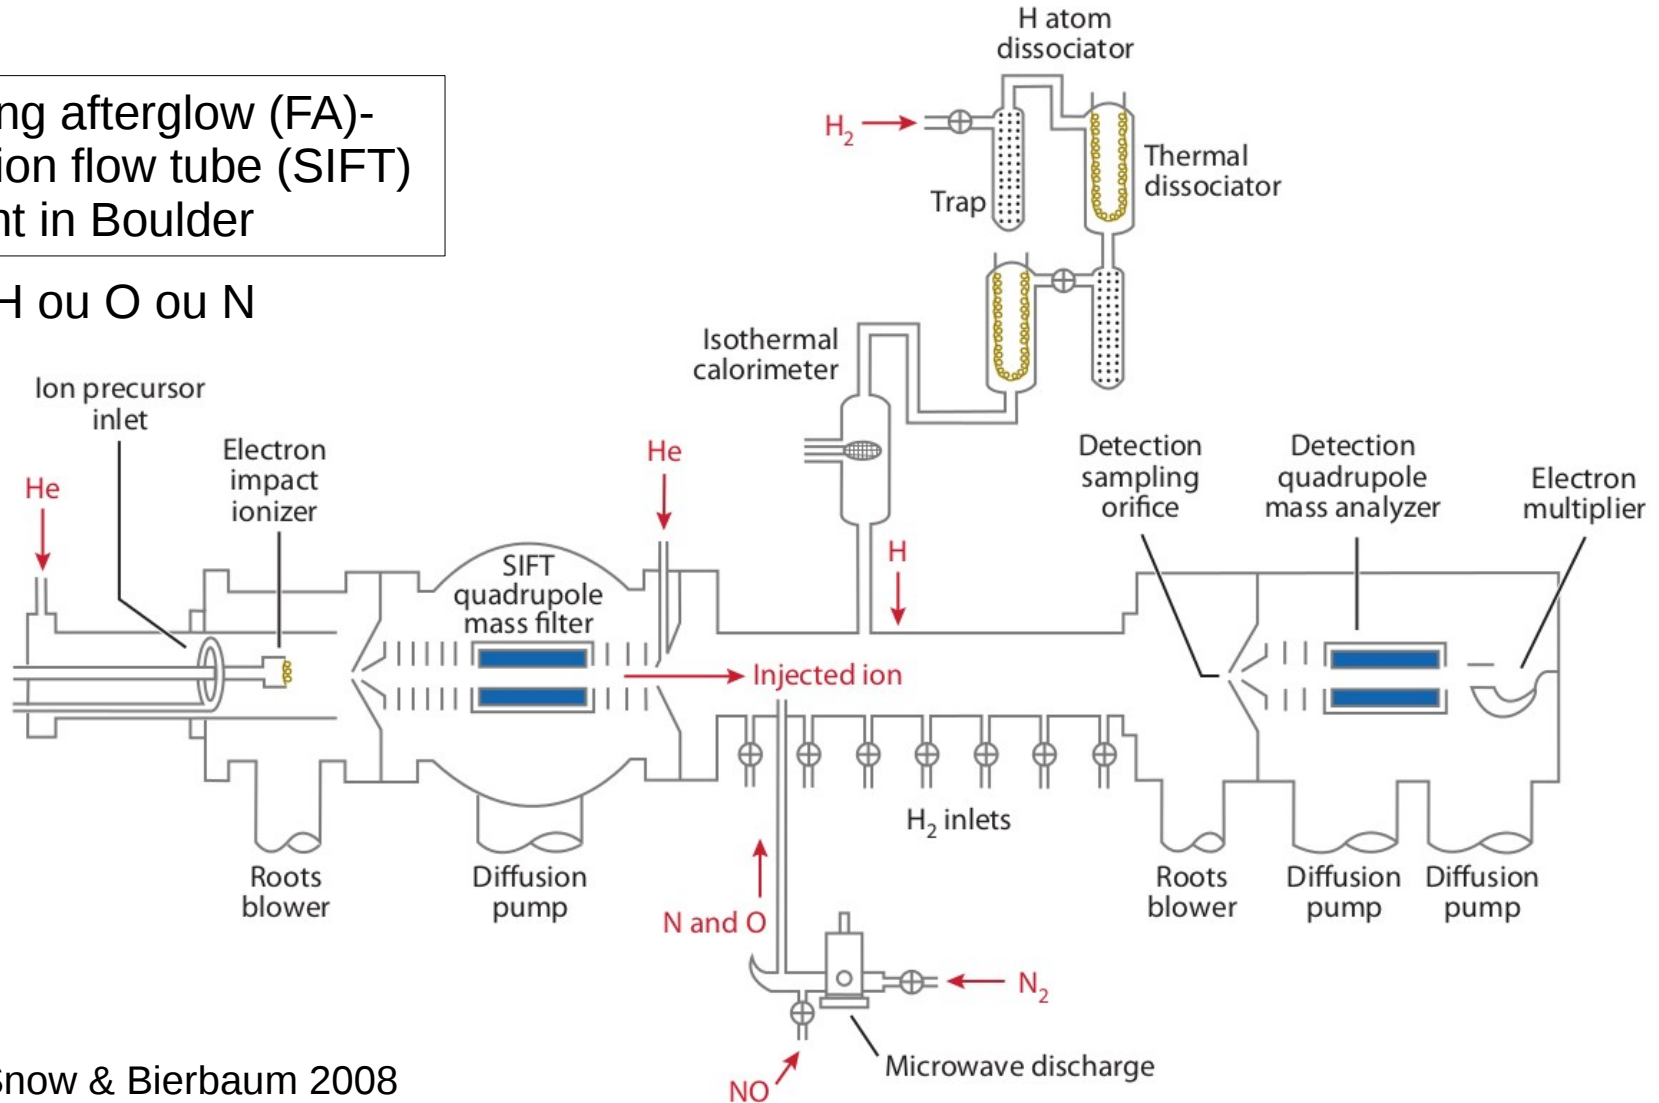 ng afterglow (FA)-
ion flow tube (SIFT)
nt in Boulder
H ou O ou N
H atom
dissociator
H2
Trap
Thermal
dissociator
Isothermal
calorimeter
Ion precursor
inlet
Electron
impact
ionizer
He
He
SIFT
quadrupole
mass filter
H
Injected ion
Detection
sampling
orifice
Detection
quadrupole
mass analyzer
Electron
multiplier
H2 inlets
Roots
blower
Diffusion
pump
Roots
blower
Diffusion
pump
Diffusion
pump
N and O
N2
NO
Microwave discharge
Snow & Bierbaum 2008